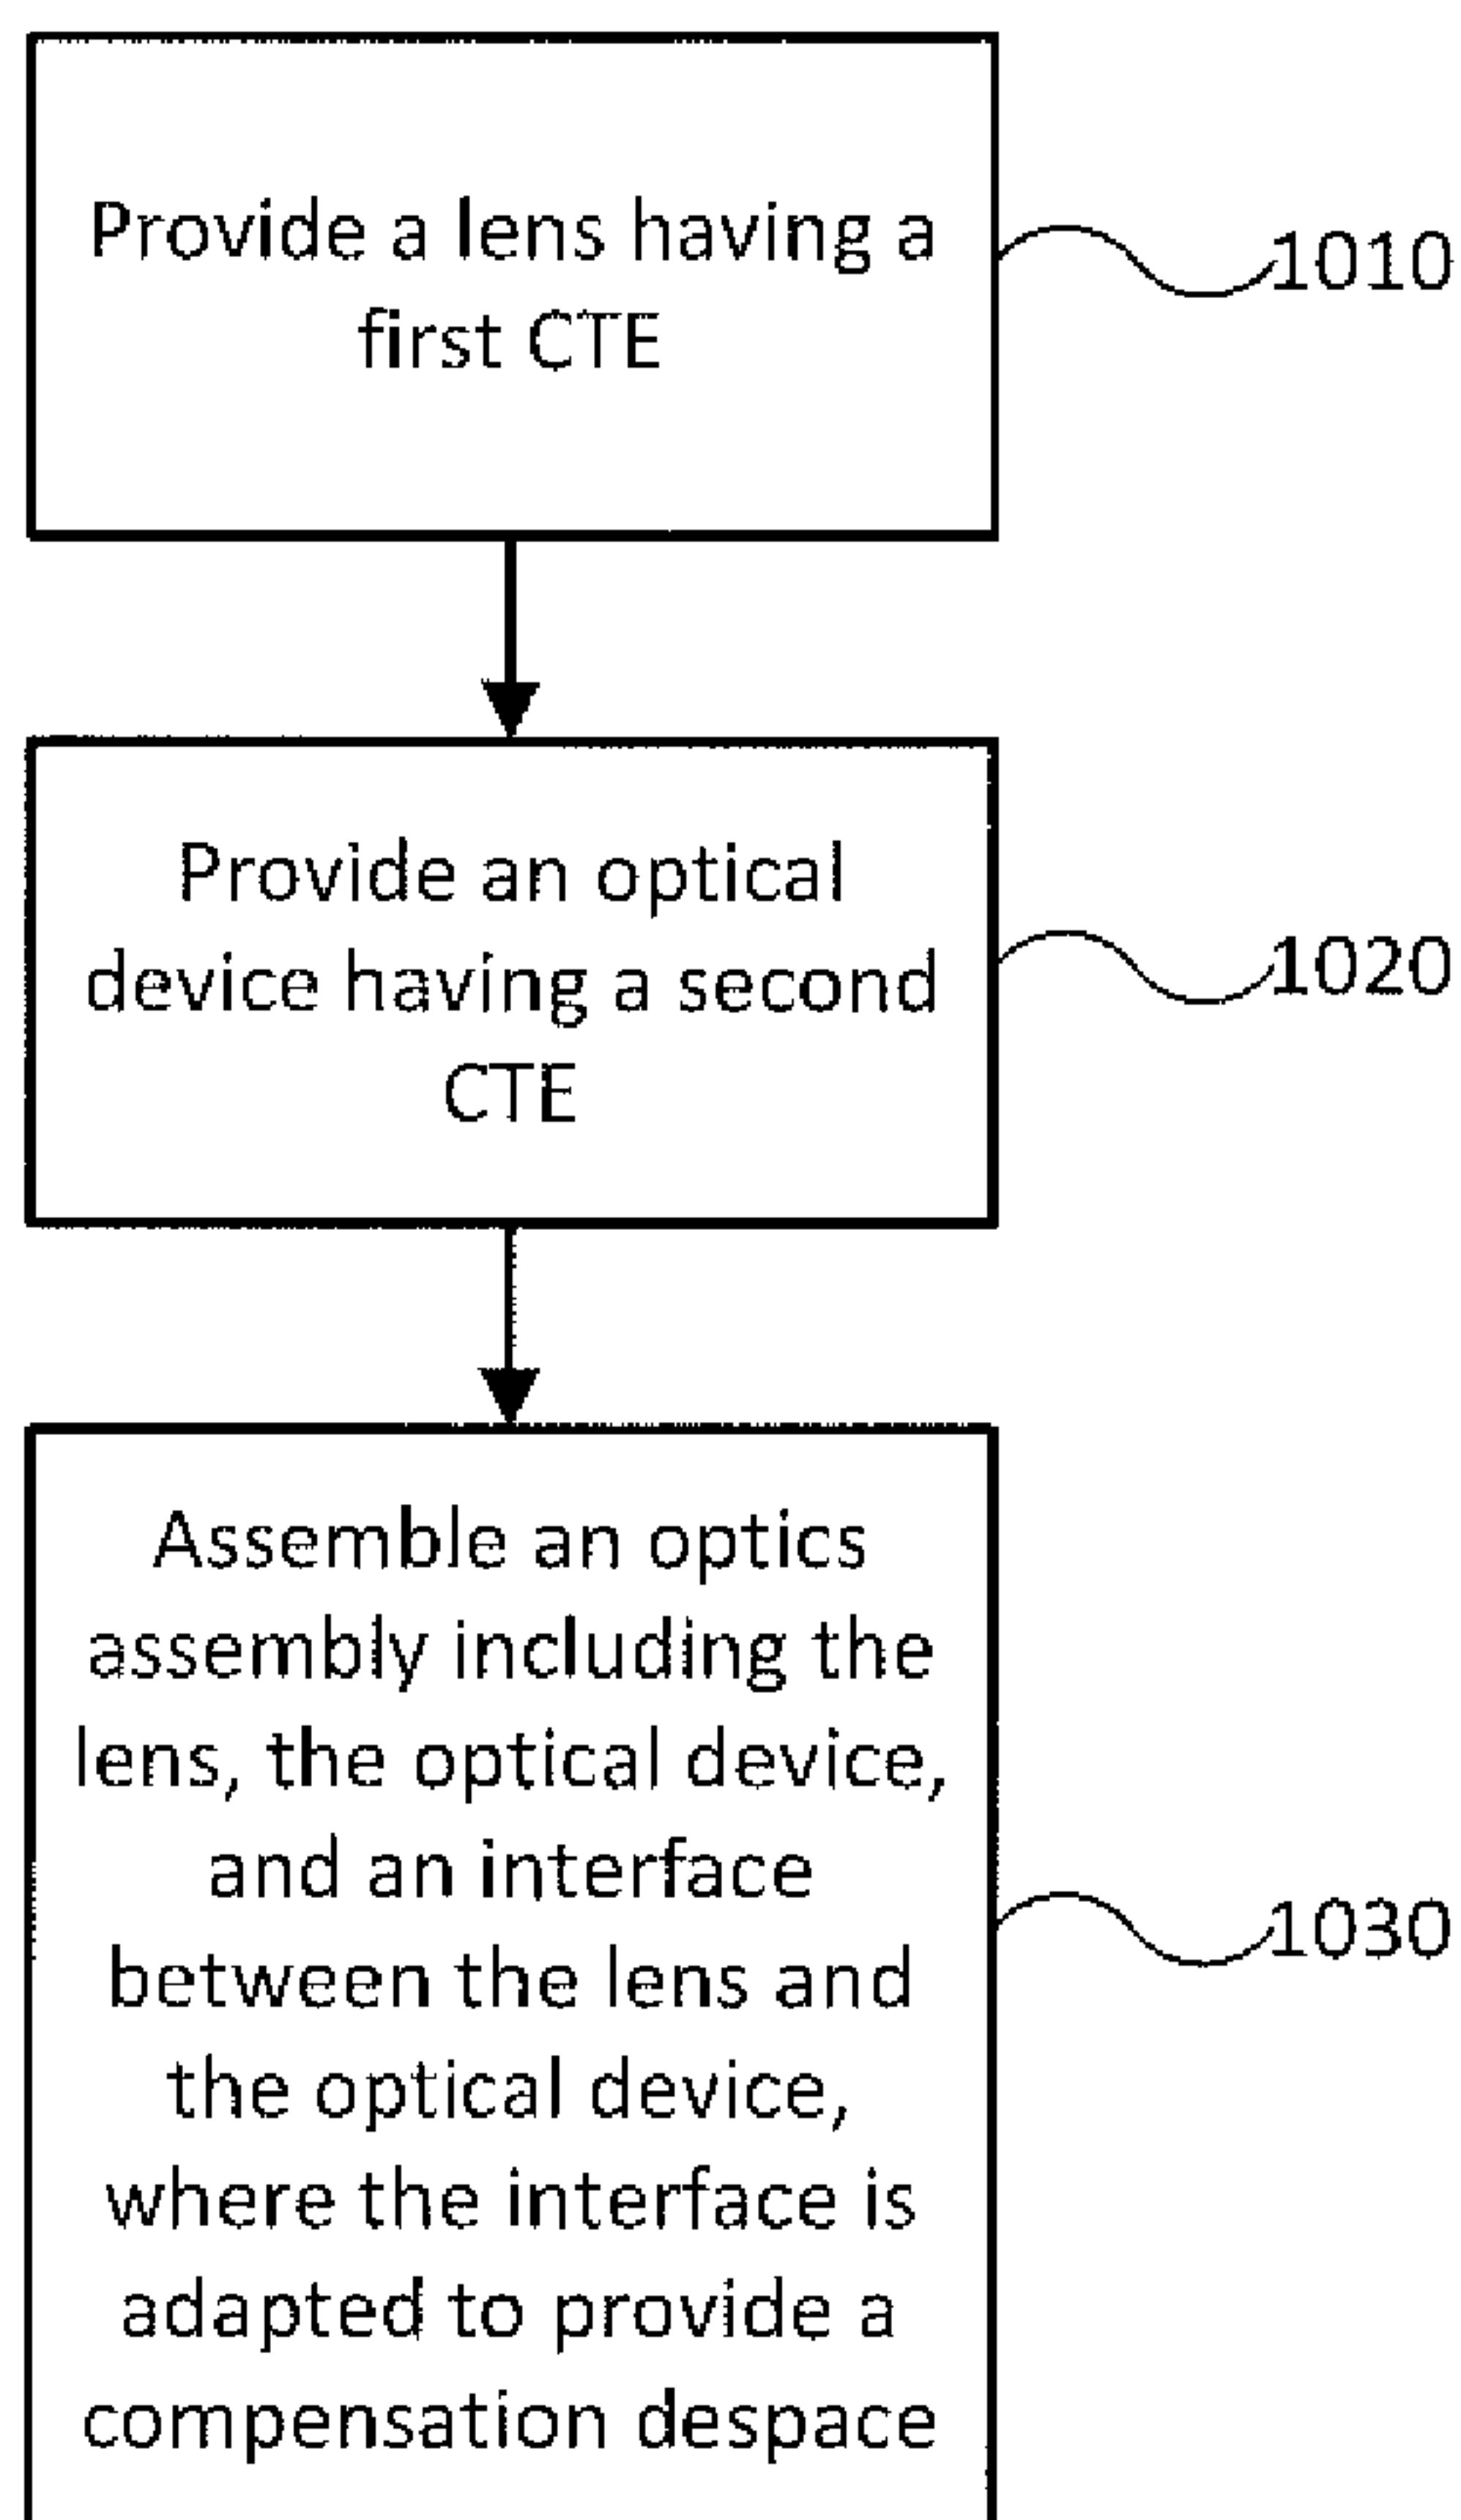 Provide a lens having a
first CTE
1010
Provide an optical
device having a second
CTE
1020
Assemble an optics
assembly including the
lens, the optical device,
and an interface
between the lens and
the optical device,
where the interface is
adapted to provide a
compensation despace
1030